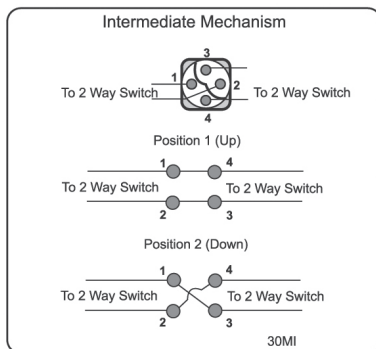 Intermediate Mechanism
3
1
2
To 2 Way Switch To 2 Way Switch
4
Position 1 (Up)
1 4
To 2 Way Switch To 2 Way Switch
2 3
Position 2 (Down)
1 4
To 2 Way Switch To 2 Way Switch
2 3
30MI